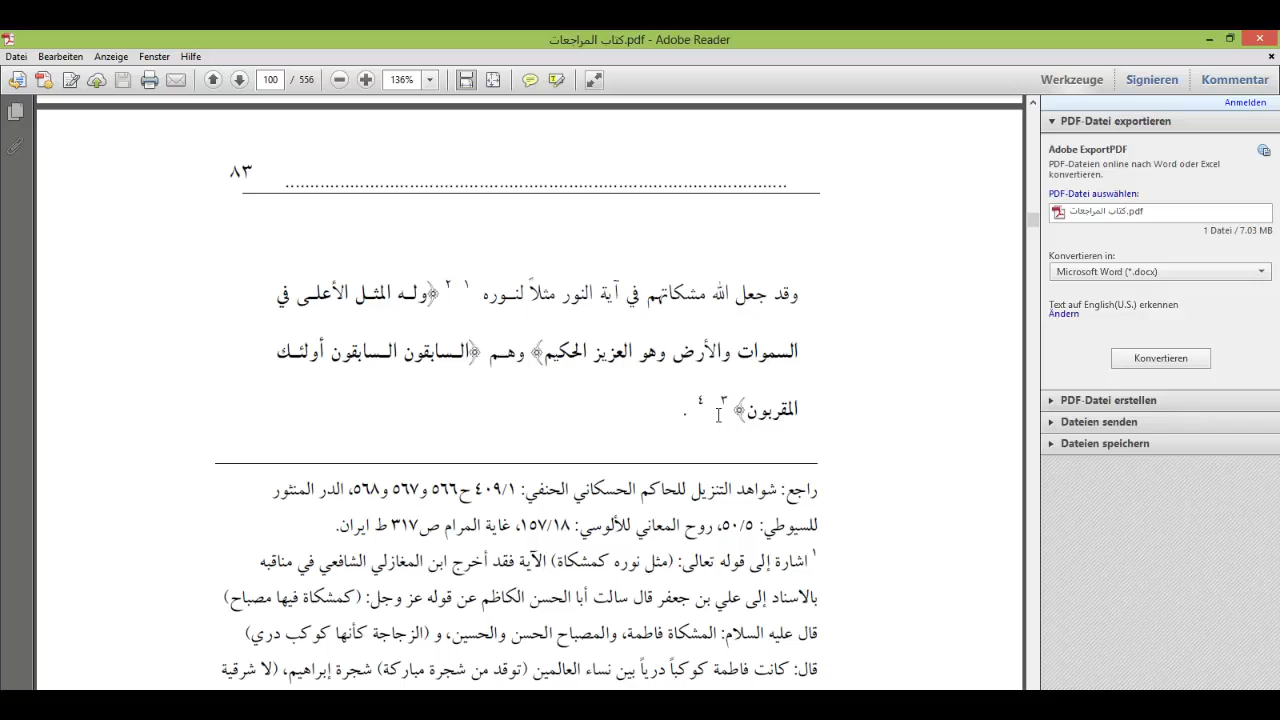 كتاب المراجعات.pdf - Adobe Reader
Datei Bearbeiten Anzeige Fenster Hilfe
100 / 556 136% Werkzeuge Signieren Kommentar
Anmelden
PDF-Datei exportieren
Adobe ExportPDF
PDF-Dateien online nach Word oder Excel
konvertieren.
PDF-Datei auswählen:
كتاب المراجعات.pdf
1 Datei / 7.03 MB
Konvertieren in:
Microsoft Word (*.docx)
Text auf English(U.S.) erkennen
Ändern
Konvertieren
PDF-Datei erstellen
Dateien senden
Dateien speichern
٨٣ ................................................................................
وقد جعل الله مشكاتهم في آية النور مثلاً لنــوره ١ ٢ ﴿ولــه المثــل الأعلــى في
السموات والأرض وهو العزيز الحكيم﴾ وهــم ﴿الــسابقون الــسابقون أولئــك
المقربون﴾ ٣ ٤ .
راجع: شواهد التنزيل للحاكم الحسكاني الحنفي: ٤٠٩/١ ح٥٦٦ و٥٦٧ و٥٦٨، الدر المنثور
للسيوطي: ٥٠/٥، روح المعاني للألوسي: ١٥٧/١٨، غاية المرام ص٣١٧ ط ايران.
١ اشارة إلى قوله تعالى: (مثل نوره كمشكاة) الآية فقد أخرج ابن المغازلي الشافعي في مناقبه
بالاسناد إلى علي بن جعفر قال سالت أبا الحسن الكاظم عن قوله عز وجل: (كمشكاة فيها مصباح)
قال عليه السلام: المشكاة فاطمة، والمصباح الحسن والحسين، و (الزجاجة كأنها كوكب دري)
قال: كانت فاطمة كوكباً درياً بين نساء العالمين (توقد من شجرة مباركة) شجرة إبراهيم، (لا شرقية